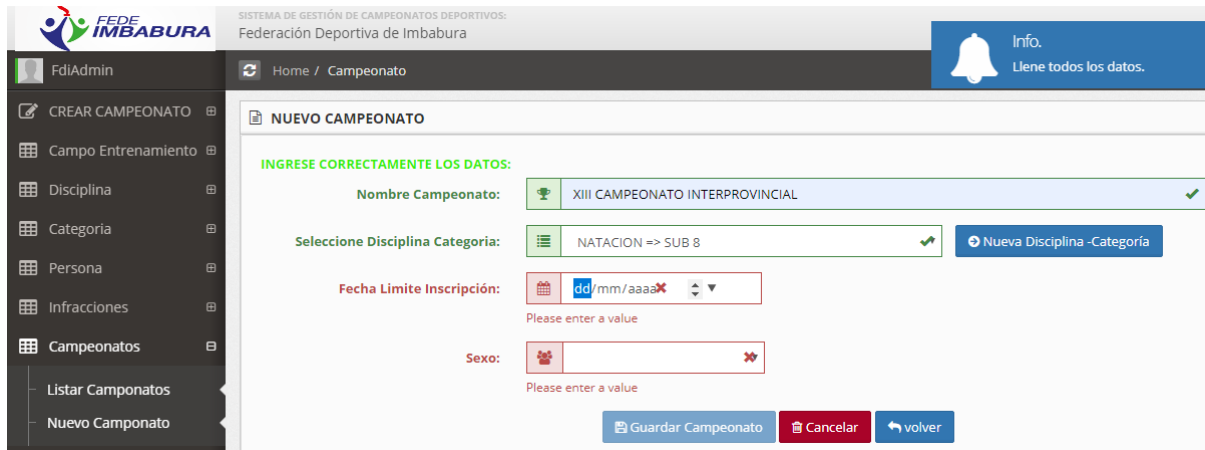 FEDE
IMBABURA
SISTEMA DE GESTIÓN DE CAMPEONATOS DEPORTIVOS:
Federación Deportiva de Imbabura
Info.
Llene todos los datos.
FdiAdmin
Home / Campeonato
CREAR CAMPEONATO
Campo Entrenamiento
Disciplina
Categoria
Persona
Infracciones
Campeonatos
Listar Camponatos
Nuevo Camponato
NUEVO CAMPEONATO
INGRESE CORRECTAMENTE LOS DATOS:
Nombre Campeonato: XIII CAMPEONATO INTERPROVINCIAL
Seleccione Disciplina Categoria: NATACION => SUB 8 Nueva Disciplina -Categoría
Fecha Limite Inscripción: dd/mm/aaaa
Please enter a value
Sexo:
Please enter a value
Guardar Campeonato Cancelar volver